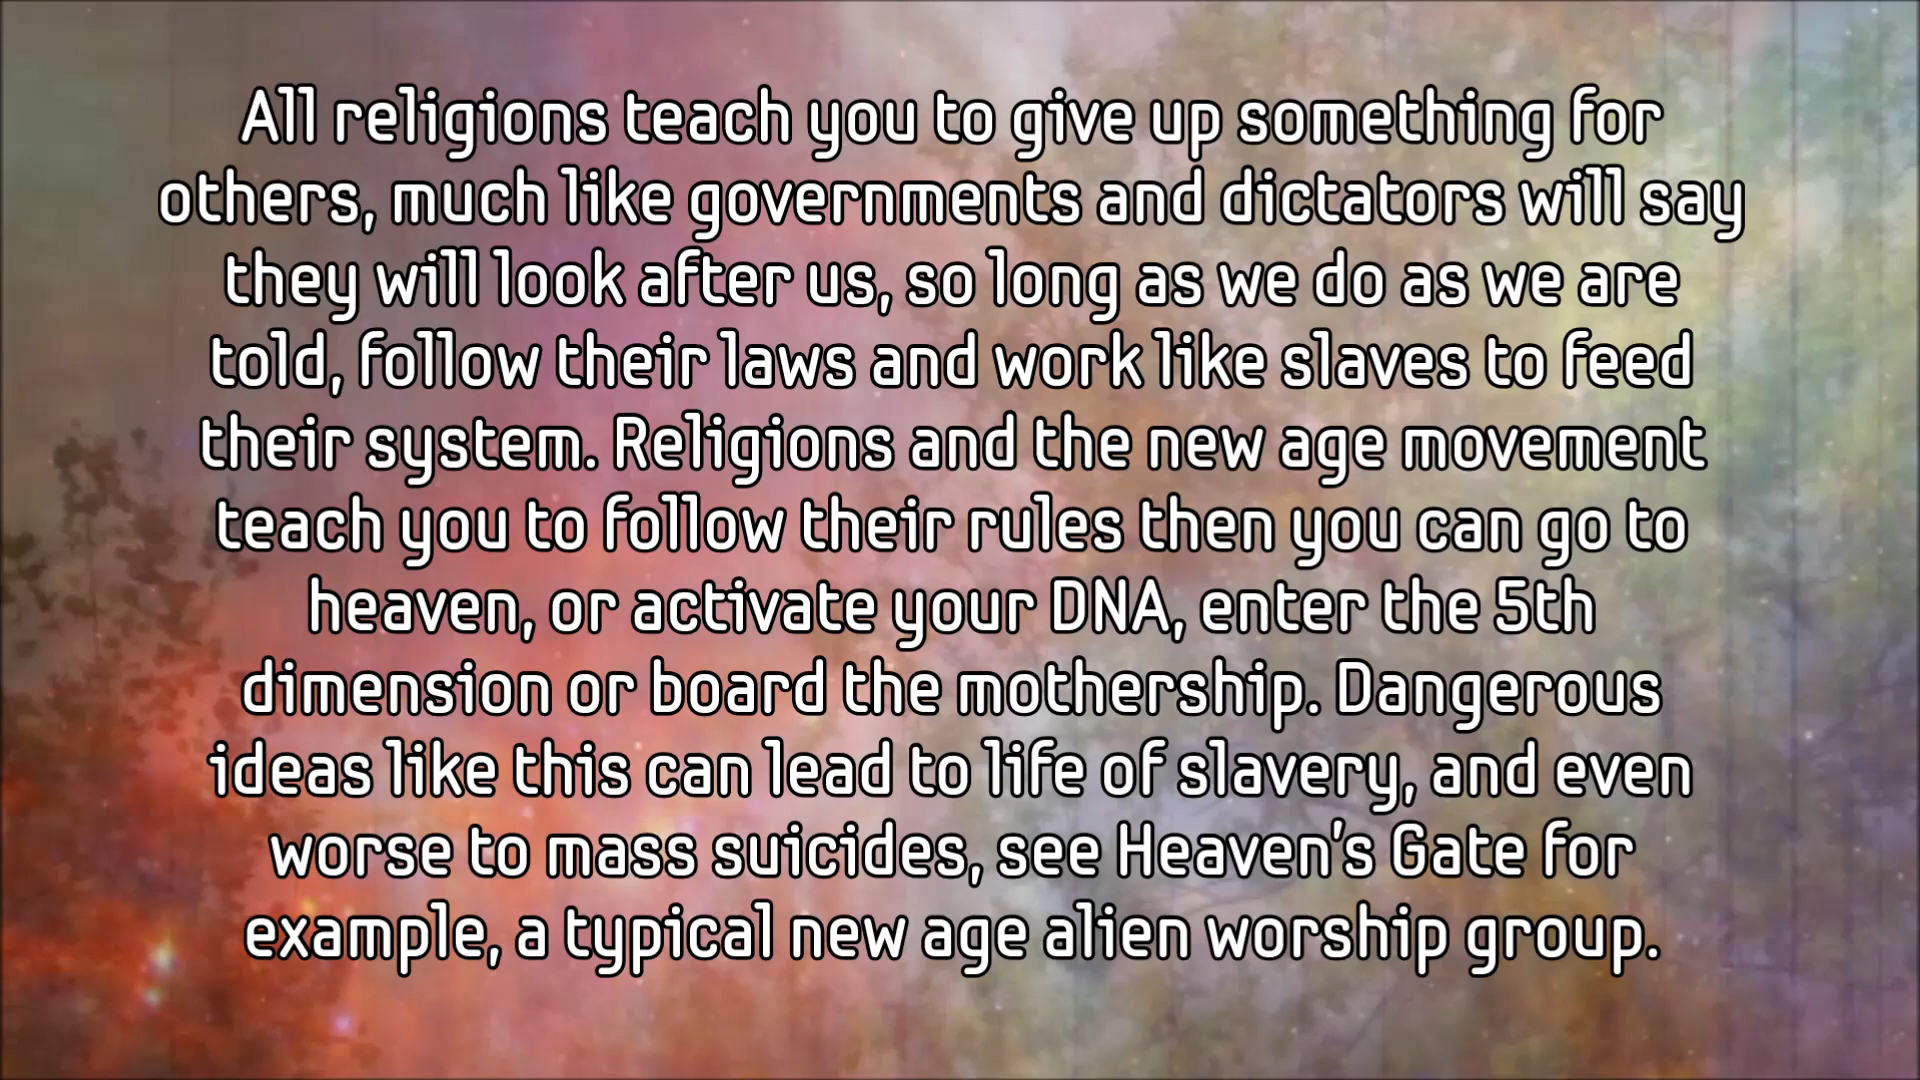 All religions teach you to give up something for
others, much like governments and dictators will say
they will look after us, so long as we do as we are
told, follow their laws and work like slaves to feed
their system. Religions and the new age movement
teach you to follow their rules then you can go to
heaven, or activate your DNA, enter the 5th
dimension or board the mothership. Dangerous
ideas like this can lead to life of slavery, and even
worse to mass suicides, see Heaven's Gate for
example, a typical new age alien worship group.